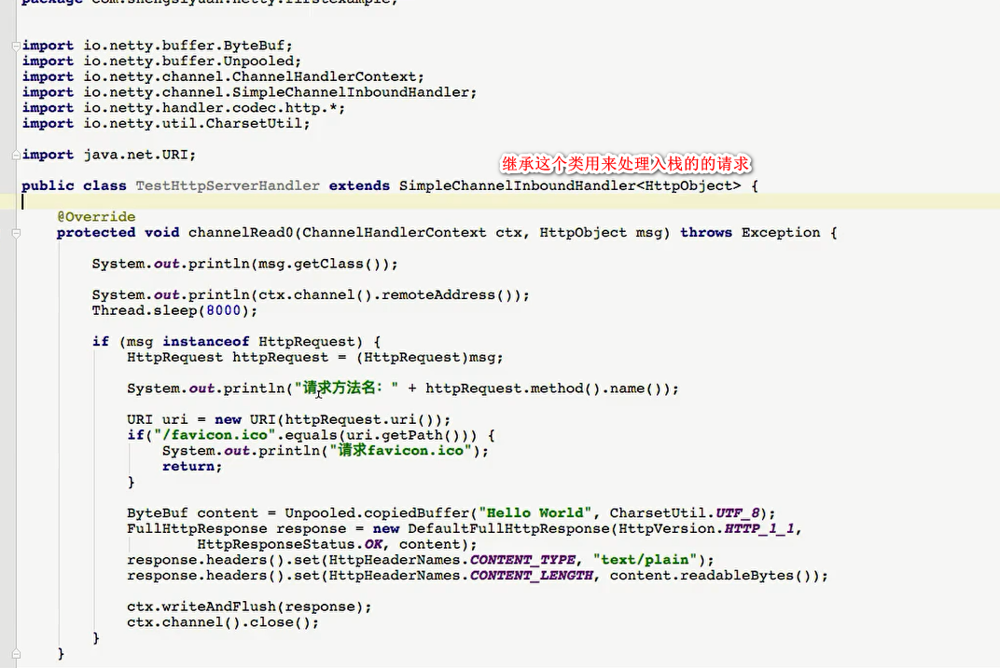 package com.shengsiyuan.netty.firstexample;
import io.netty.buffer.ByteBuf;
import io.netty.buffer.Unpooled;
import io.netty.channel.ChannelHandlerContext;
import io.netty.channel.SimpleChannelInboundHandler;
import io.netty.handler.codec.http.*;
import io.netty.util.CharsetUtil;
import java.net.URI;
继承这个类用来处理入栈的的请求
public class TestHttpServerHandler extends SimpleChannelInboundHandler<HttpObject> {
@Override
protected void channelRead0(ChannelHandlerContext ctx, HttpObject msg) throws Exception {
System.out.println(msg.getClass());
System.out.println(ctx.channel().remoteAddress());
Thread.sleep(8000);
if (msg instanceof HttpRequest) {
HttpRequest httpRequest = (HttpRequest)msg;
System.out.println("请求方法名：" + httpRequest.method().name());
URI uri = new URI(httpRequest.uri());
if("/favicon.ico".equals(uri.getPath())) {
System.out.println("请求favicon.ico");
return;
}
ByteBuf content = Unpooled.copiedBuffer("Hello World", CharsetUtil.UTF_8);
FullHttpResponse response = new DefaultFullHttpResponse(HttpVersion.HTTP_1_1,
HttpResponseStatus.OK, content);
response.headers().set(HttpHeaderNames.CONTENT_TYPE, "text/plain");
response.headers().set(HttpHeaderNames.CONTENT_LENGTH, content.readableBytes());
ctx.writeAndFlush(response);
ctx.channel().close();
}
}